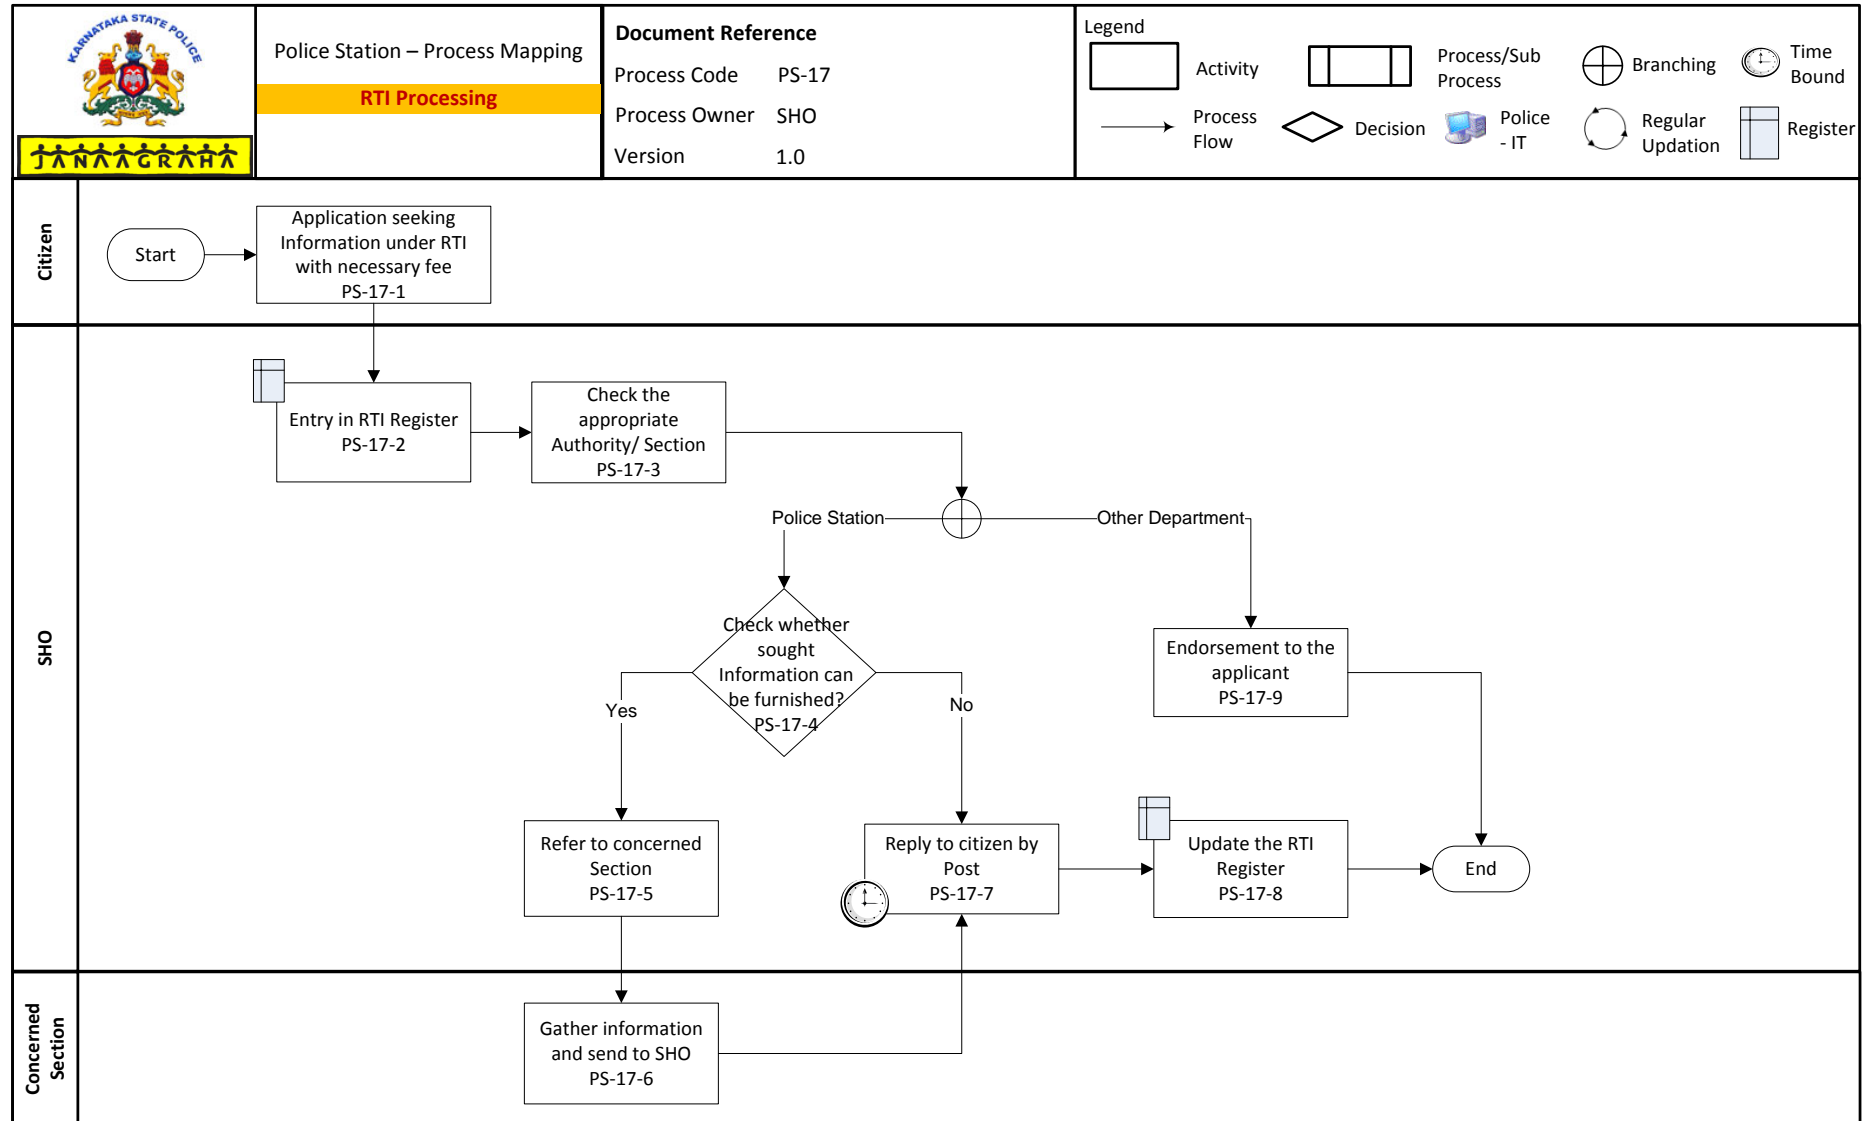 KARNATAKA STATE POLICE
JANAAGRAHA
Police Station – Process Mapping
RTI Processing
Document Reference
Process Code PS-17
Process Owner SHO
Version 1.0
Legend
Activity
Process/Sub
Process
Branching
Time
Bound
Process
Flow
Decision
Police
- IT
Regular
Updation
Register
Citizen
Start
Application seeking
Information under RTI
with necessary fee
PS-17-1
SHO
Entry in RTI Register
PS-17-2
Check the
appropriate
Authority/ Section
PS-17-3
Police Station
Other Department
Check whether
sought
Information can
be furnished?
PS-17-4
Endorsement to the
applicant
PS-17-9
Yes
No
Refer to concerned
Section
PS-17-5
Reply to citizen by
Post
PS-17-7
Update the RTI
Register
PS-17-8
End
Concerned
Section
Gather information
and send to SHO
PS-17-6